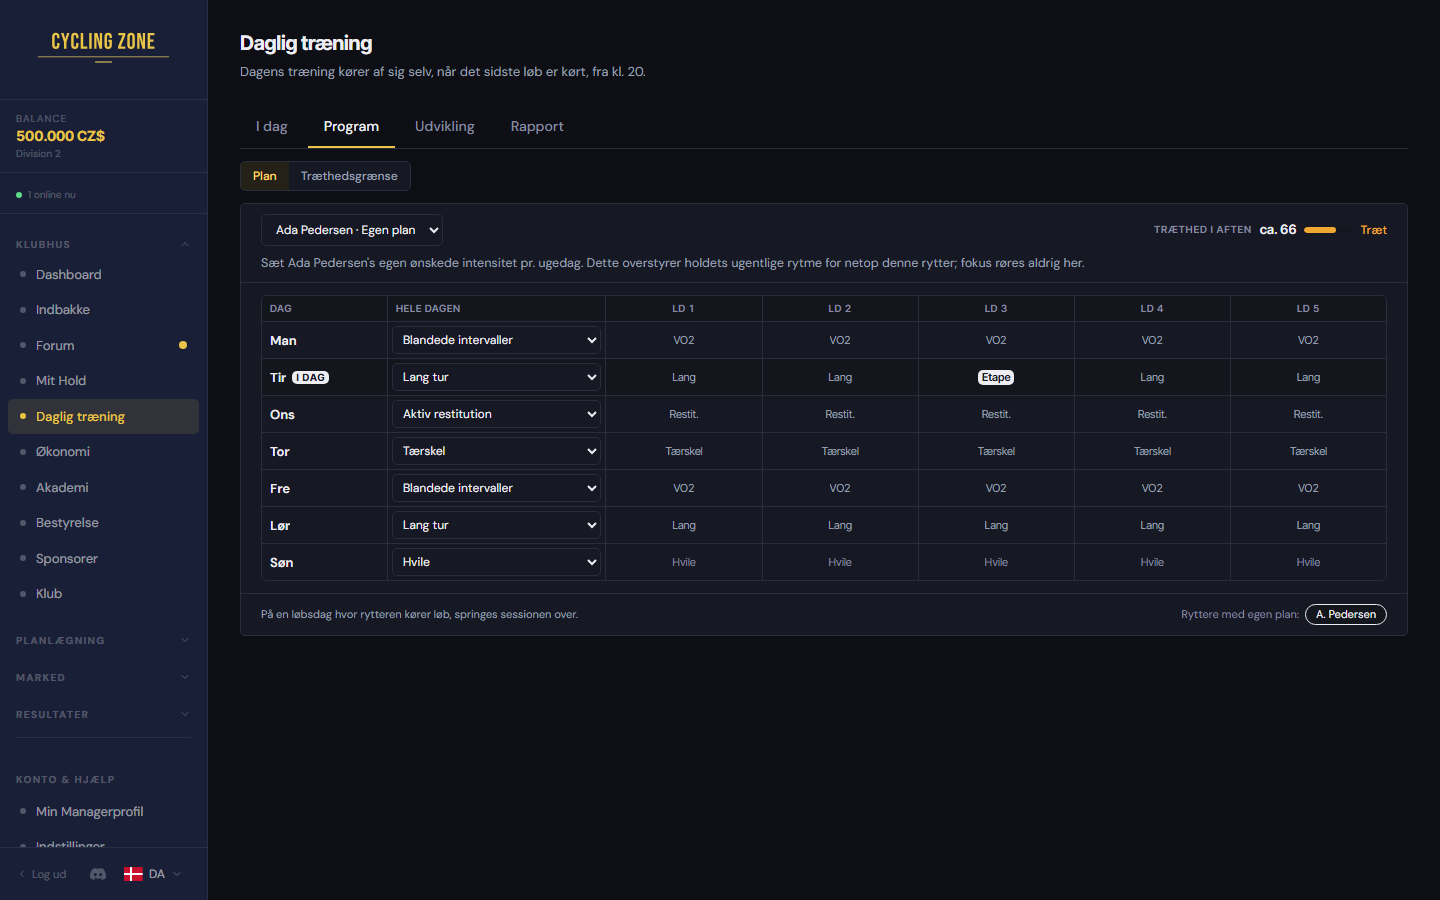 CYCLING ZONE
BALANCE
500.000 CZ$
Division 2
1 online nu
KLUBHUS
Dashboard
Indbakke
Forum
Mit Hold
Daglig træning
Økonomi
Akademi
Bestyrelse
Sponsorer
Klub
PLANLÆGNING
MARKED
RESULTATER
KONTO & HJÆLP
Min Managerprofil
Indstillinger
Log ud
DA
Daglig træning
Dagens træning kører af sig selv, når det sidste løb er kørt, fra kl. 20.
I dag Program Udvikling Rapport
Plan Træthedsgrænse
Ada Pedersen · Egen plan
TRÆTHED I AFTEN ca. 66 Træt
Sæt Ada Pedersen's egen ønskede intensitet pr. ugedag. Dette overstyrer holdets ugentlige rytme for netop denne rytter; fokus røres aldrig her.
DAG HELE DAGEN LD 1 LD 2 LD 3 LD 4 LD 5
Man Blandede intervaller VO2 VO2 VO2 VO2 VO2
Tir I DAG Lang tur Lang Lang Etape Lang Lang
Ons Aktiv restitution Restit. Restit. Restit. Restit. Restit.
Tor Tærskel Tærskel Tærskel Tærskel Tærskel Tærskel
Fre Blandede intervaller VO2 VO2 VO2 VO2 VO2
Lør Lang tur Lang Lang Lang Lang Lang
Søn Hvile Hvile Hvile Hvile Hvile Hvile
På en løbsdag hvor rytteren kører løb, springes sessionen over.
Ryttere med egen plan: A. Pedersen